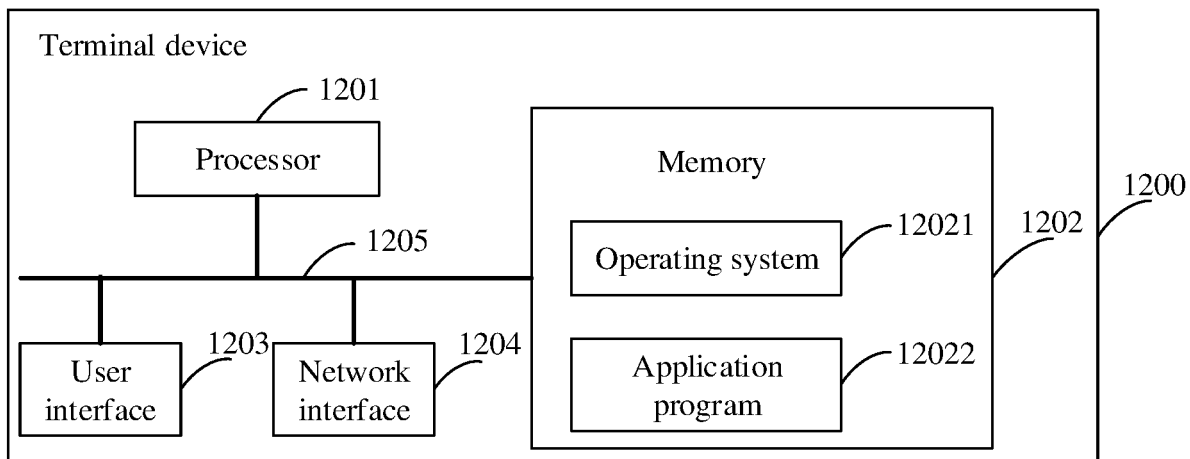 Terminal device
1201
Processor
Memory
1200
12021
1202
1205
Operating system
1203
1204
12022
User
interface
Network
interface
Application
program